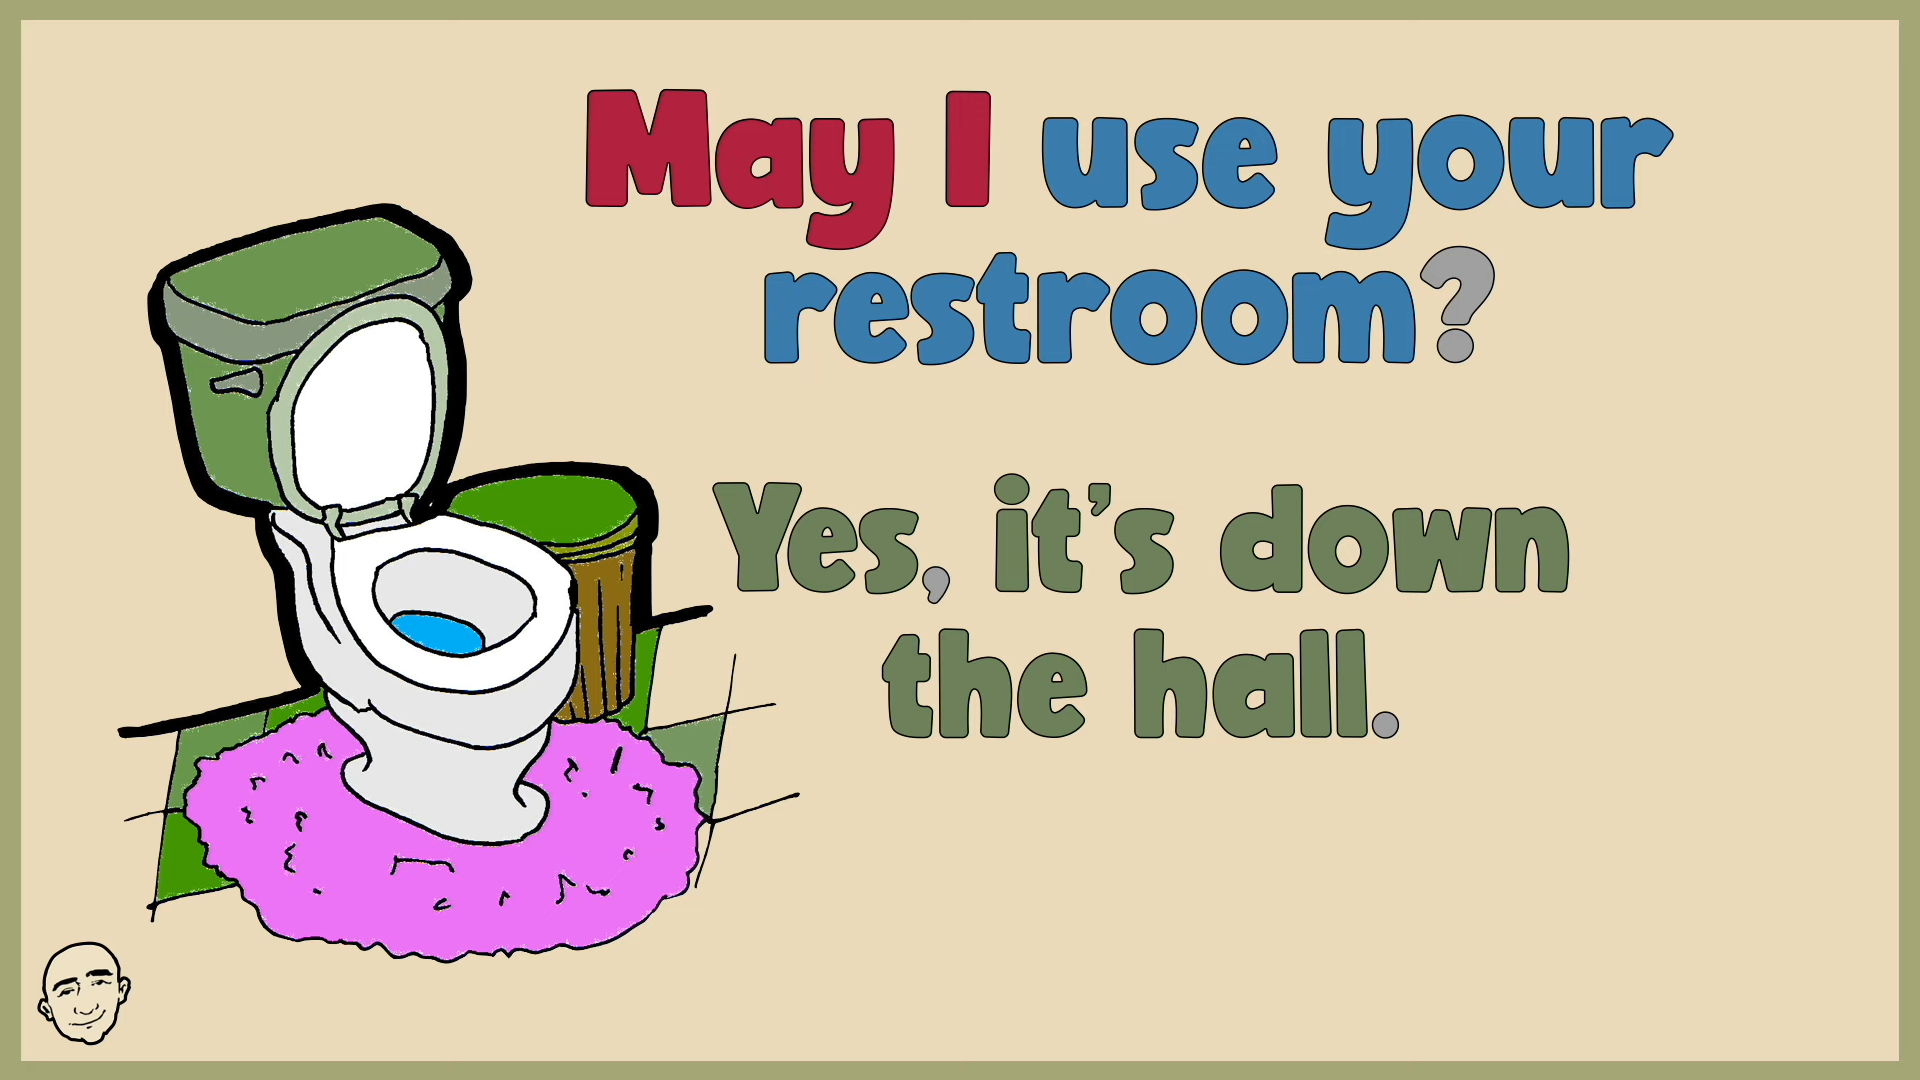 May I use your
restroom?
Yes, it's down
the hall.